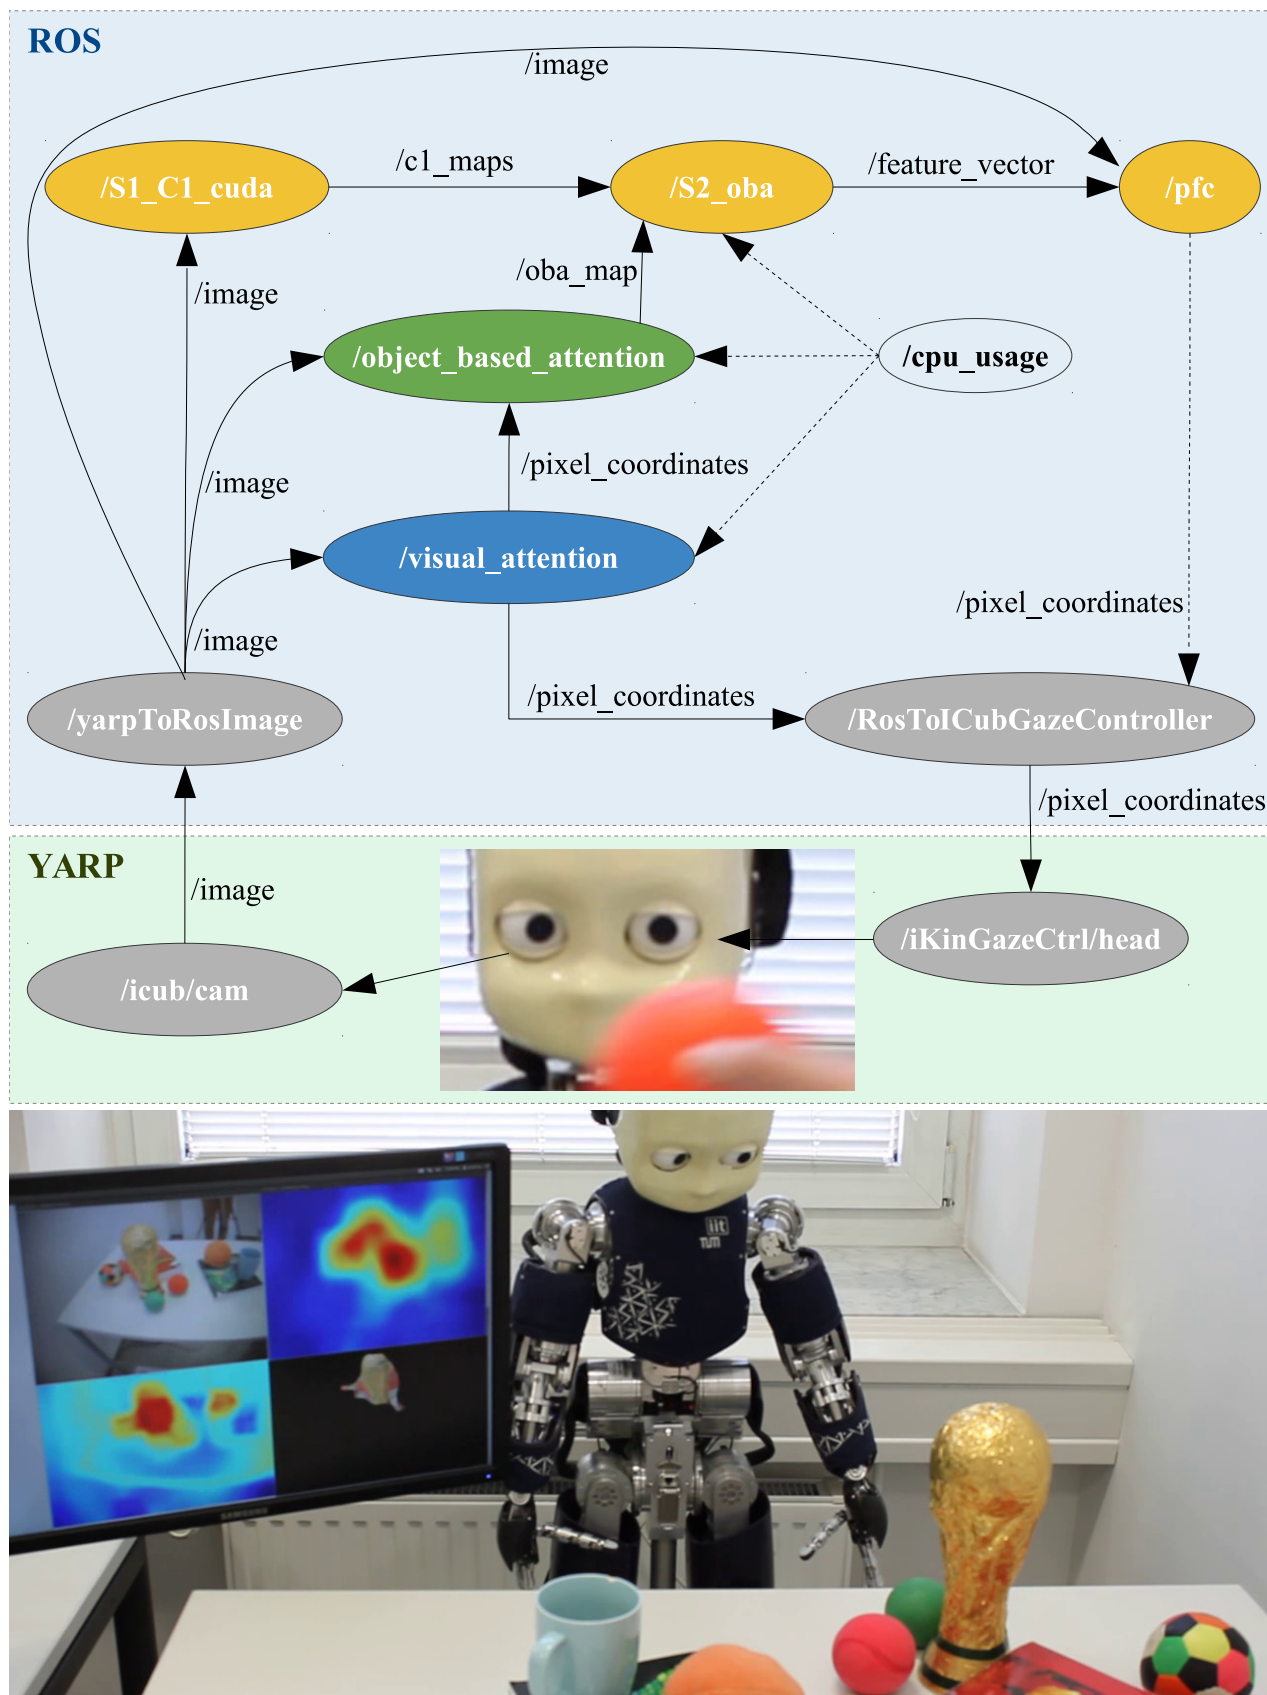 ROS
/image
/c1_maps
/feature_vector
/S1_C1_cuda
/S2_oba
/pfc
/oba_map
/image
/object_based_attention
/cpu_usage
/pixel_coordinates
/image
/visual_attention
/pixel_coordinates
/image
/pixel_coordinates
/yarpToRosImage
/RosToICubGazeController
/pixel_coordinates
YARP
/image
/iKinGazeCtrl/head
/icub/cam
iit
TUM
SAMSUNG